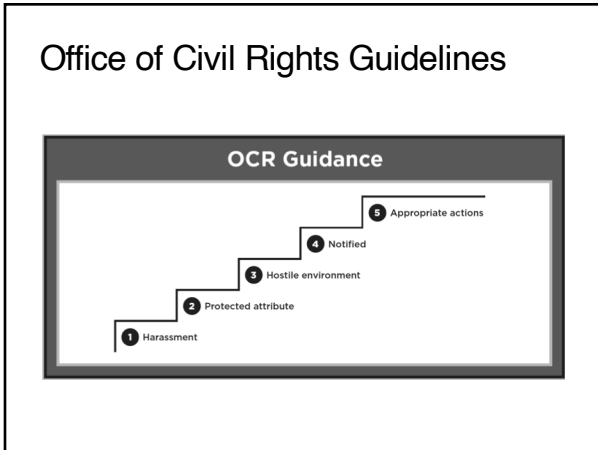 Office of Civil Rights Guidelines
OCR Guidance
5 Appropriate actions
4 Notified
3 Hostile environment
2 Protected attribute
1 Harassment